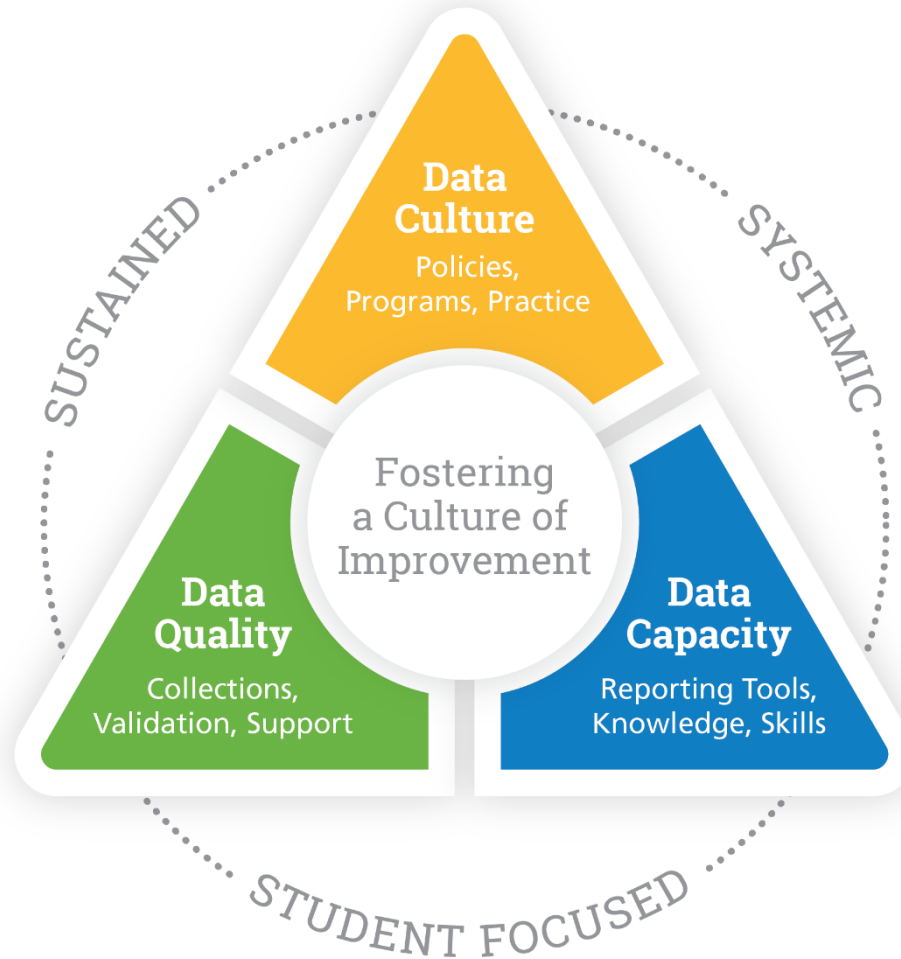 Data
Culture
Policies,
Programs, Practice
SUSTAINED
SYSTEMIC
Fostering
a Culture of
Improvement
Data
Quality
Collections,
Validation, Support
Data
Capacity
Reporting Tools,
Knowledge, Skills
STUDENT FOCUSED